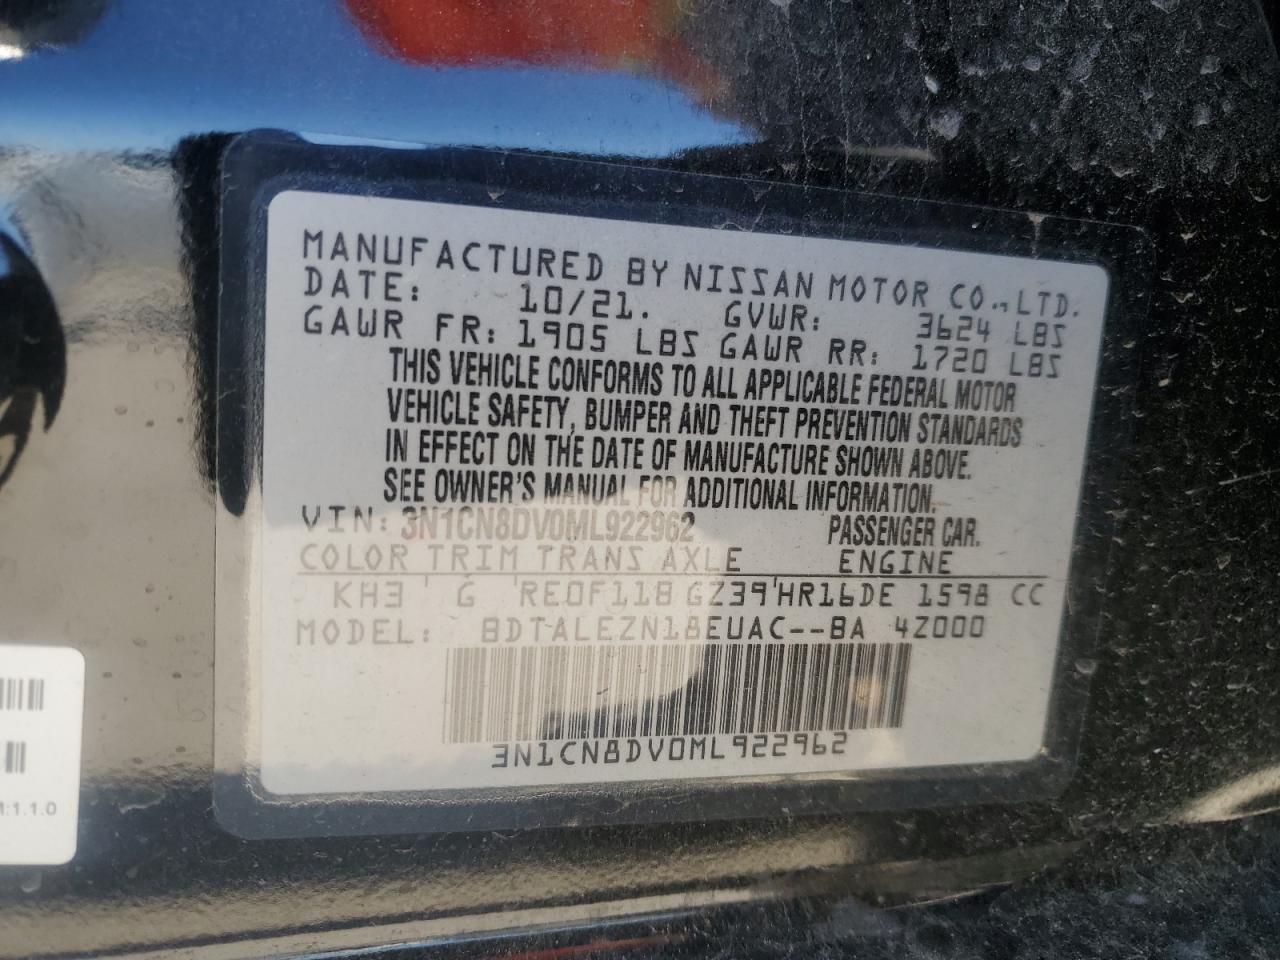 MANUFACTURED BY NISSAN MOTOR CO.,LTD.
DATE: 10/21. GVWR: 3624 LBS
GAWR FR: 1905 LBS GAWR RR: 1720 LBS
THIS VEHICLE CONFORMS TO ALL APPLICABLE FEDERAL MOTOR
VEHICLE SAFETY, BUMPER AND THEFT PREVENTION STANDARDS
IN EFFECT ON THE DATE OF MANUFACTURE SHOWN ABOVE.
SEE OWNER'S MANUAL FOR ADDITIONAL INFORMATION.
VIN: 3N1CN8DV0ML922962 PASSENGER CAR.
COLOR TRIM TRANS AXLE ENGINE
KH3 ' G 'RE0F11B GZ39'HR16DE 1598 CC
MODEL: BDTALEZN18EUAC--BA 4Z000
3N1CN8DV0ML922962
:1.1.0